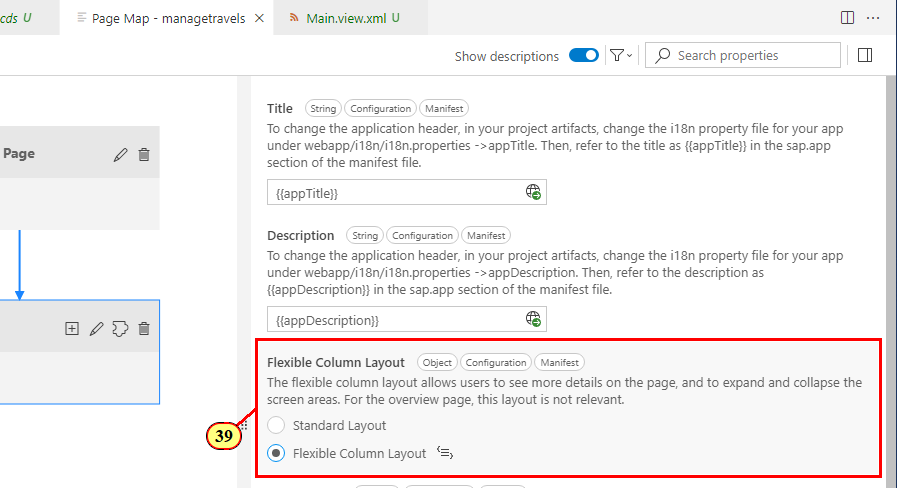 cds U
Page Map - managetravels
Main.view.xml U
Show descriptions
Search properties
Page
Title String Configuration Manifest
To change the application header, in your project artifacts, change the i18n property file for your app
under webapp/i18n/i18n.properties ->appTitle. Then, refer to the title as {{appTitle}} in the sap.app
section of the manifest file.
{{appTitle}}
Description String Configuration Manifest
To change the application header, in your project artifacts, change the i18n property file for your app
under webapp/i18n/i18n.properties ->appDescription. Then, refer to the description as
{{appDescription}} in the sap.app section of the manifest file.
{{appDescription}}
Flexible Column Layout Object Configuration Manifest
The flexible column layout allows users to see more details on the page, and to expand and collapse the
screen areas. For the overview page, this layout is not relevant.
Standard Layout
39
Flexible Column Layout